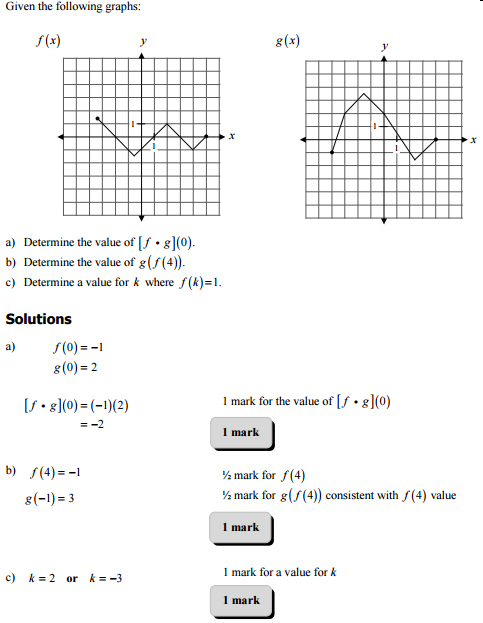 Given the following graphs:
f(x)
y
1
1
x
g(x)
y
1
1
x
a) Determine the value of [f • g](0).
b) Determine the value of g(f(4)).
c) Determine a value for k where f(k)=1.
Solutions
a) f(0) = −1
g(0) = 2
[f • g](0) = (−1)(2)
= −2
1 mark for the value of [f • g](0)
1 mark
b) f(4) = −1
g(−1) = 3
½ mark for f(4)
½ mark for g(f(4)) consistent with f(4) value
1 mark
c) k = 2 or k = −3
1 mark for a value for k
1 mark